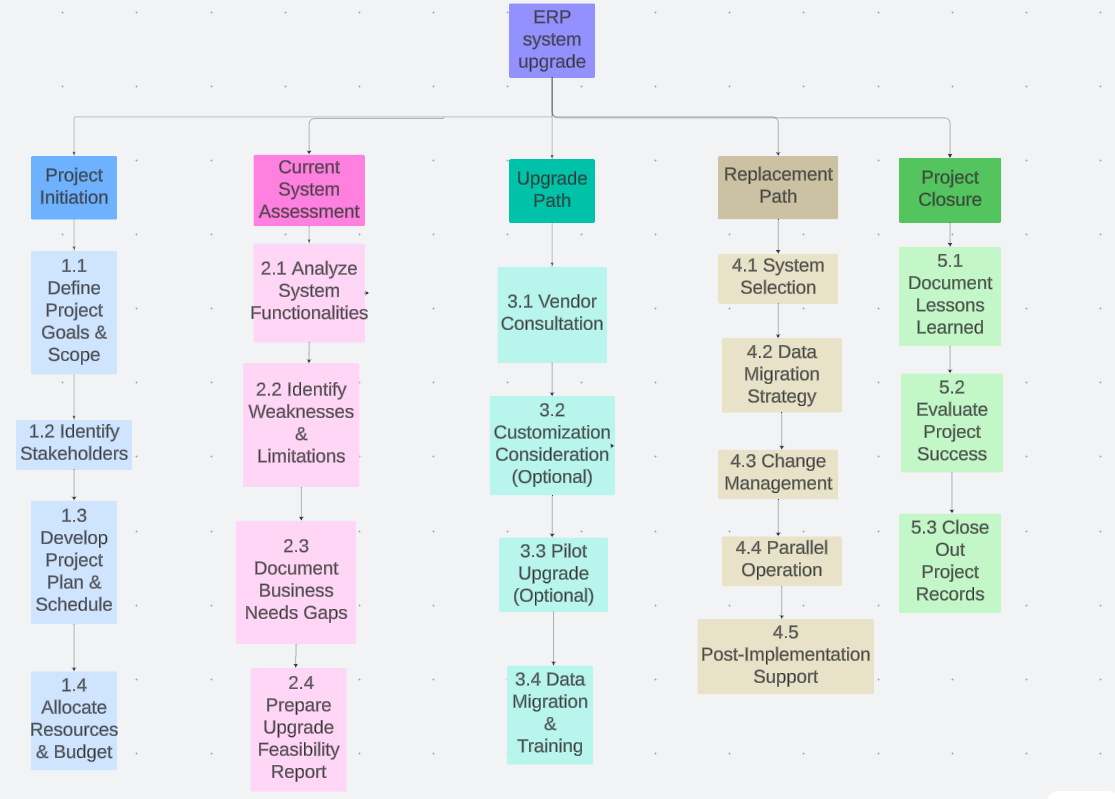 ERP
system
upgrade
Project
Initiation
1.1
Define
Project
Goals &
Scope
1.2 Identify
Stakeholders
1.3
Develop
Project
Plan &
Schedule
1.4
Allocate
Resources
& Budget
Current
System
Assessment
2.1 Analyze
System
Functionalities
2.2 Identify
Weaknesses
&
Limitations
2.3
Document
Business
Needs Gaps
2.4
Prepare
Upgrade
Feasibility
Report
Upgrade
Path
3.1 Vendor
Consultation
3.2
Customization
Consideration
(Optional)
3.3 Pilot
Upgrade
(Optional)
3.4 Data
Migration
&
Training
Replacement
Path
4.1 System
Selection
4.2 Data
Migration
Strategy
4.3 Change
Management
4.4 Parallel
Operation
4.5
Post-Implementation
Support
Project
Closure
5.1
Document
Lessons
Learned
5.2
Evaluate
Project
Success
5.3 Close
Out
Project
Records